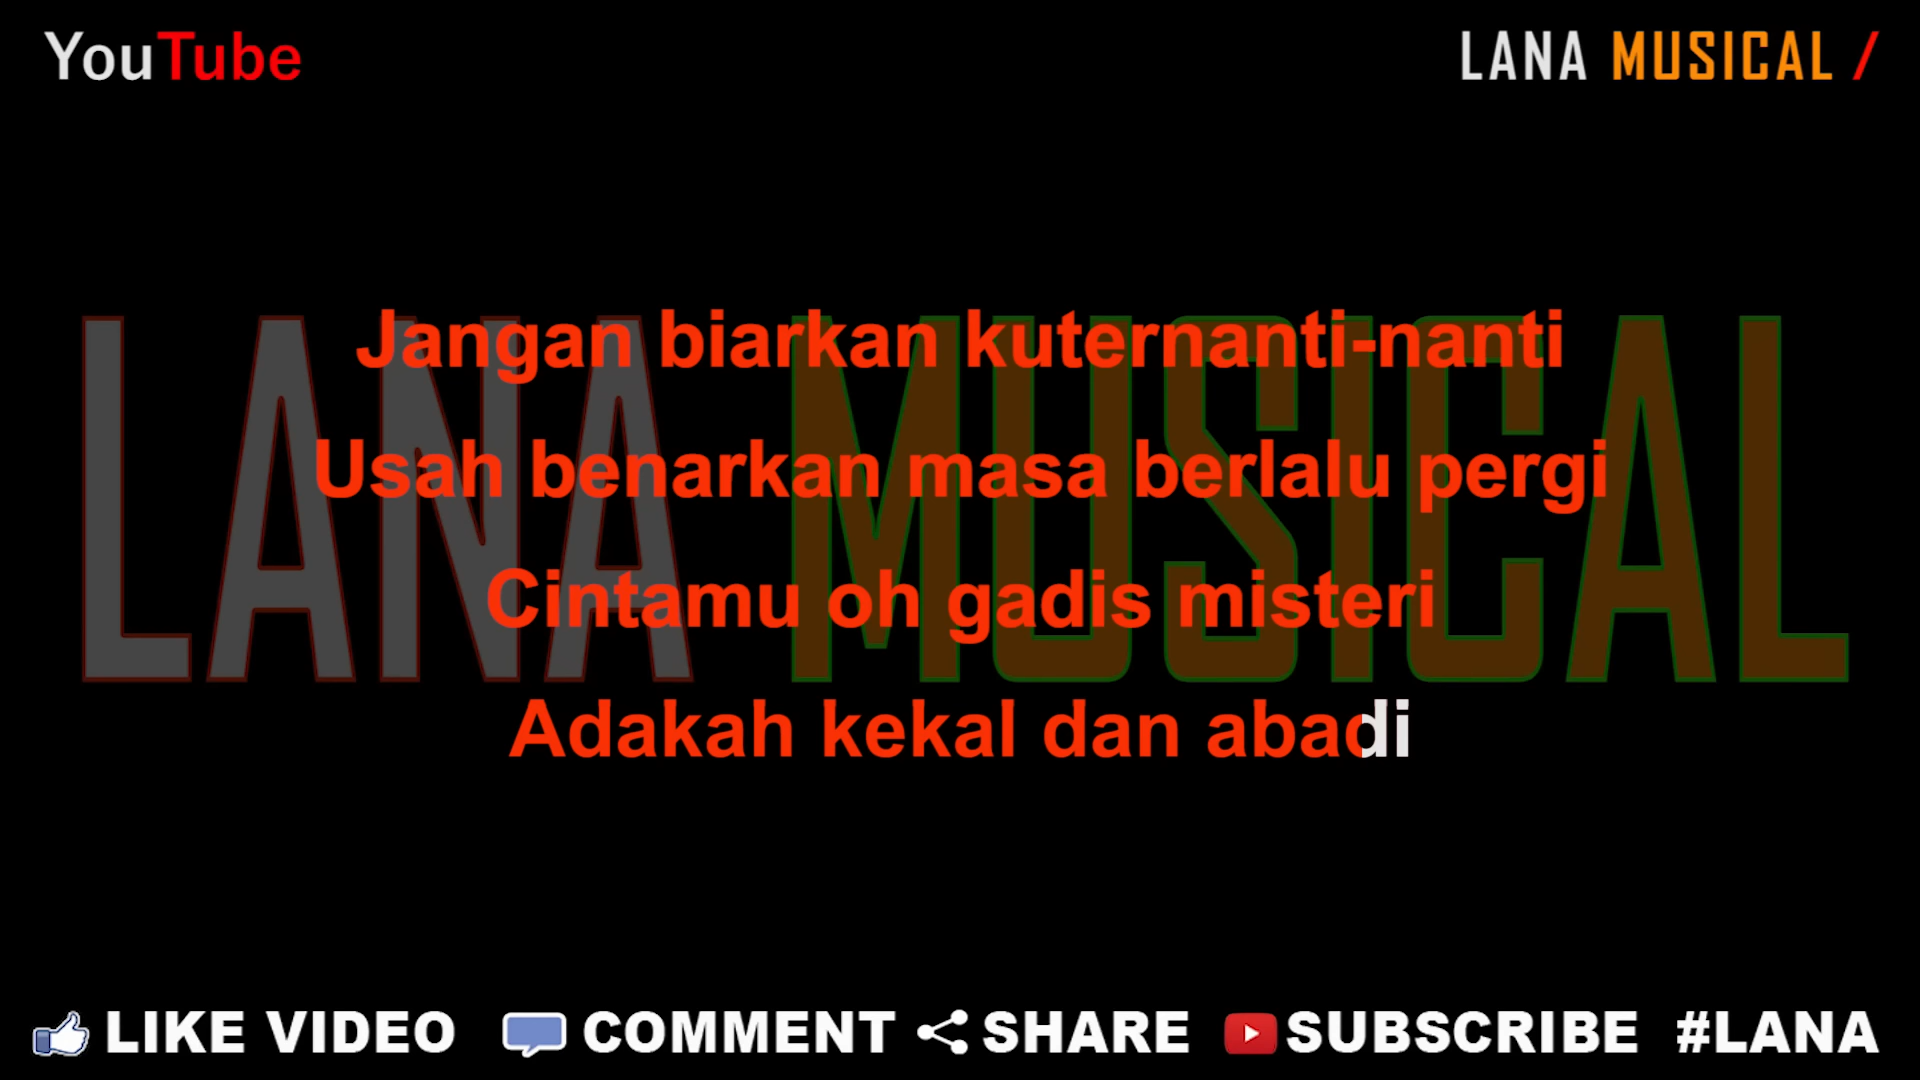 YouTube
LANA MUSICAL /
LANA MUSICAL
Jangan biarkan kuternanti-nanti
Usah benarkan masa berlalu pergi
Cintamu oh gadis misteri
Adakah kekal dan abadi
LIKE VIDEO COMMENT SHARE SUBSCRIBE #LANA